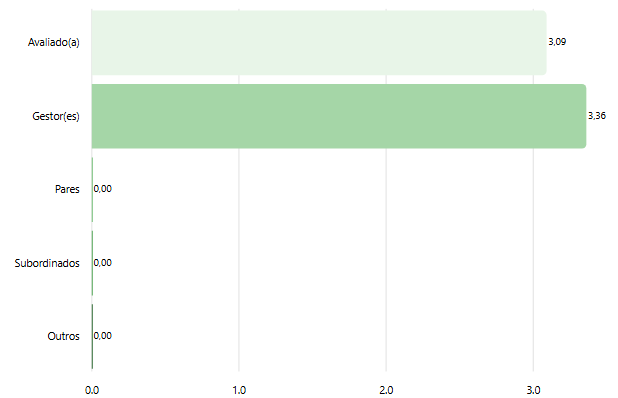 Avaliado(a) 3,09
Gestor(es) 3,36
Pares 0,00
Subordinados 0,00
Outros 0,00
0.0 1.0 2.0 3.0